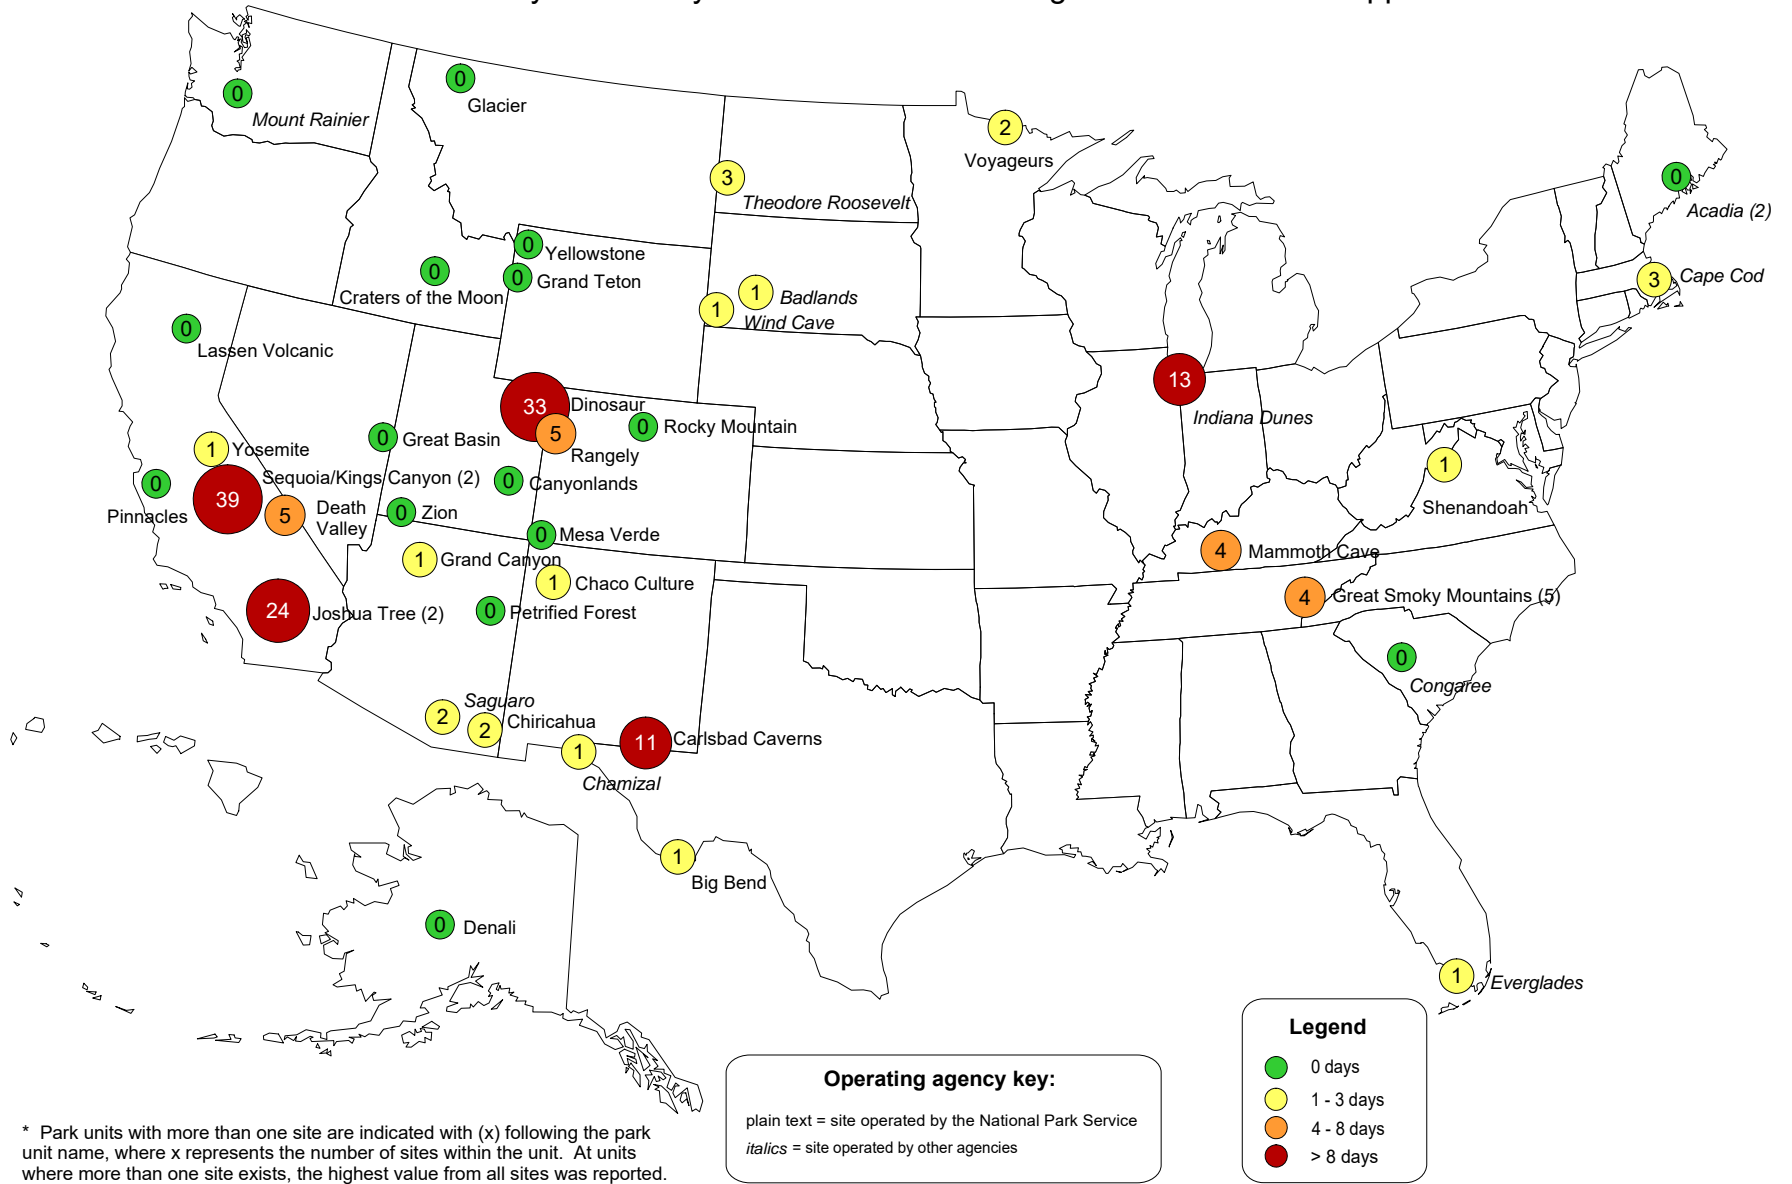 0
Glacier
0
Mount Rainier
2
Voyageurs
3
Theodore Roosevelt
0
Acadia (2)
0
Yellowstone
0
Grand Teton
0
Craters of the Moon
1
Badlands
1
Wind Cave
3
Cape Cod
0
Lassen Volcanic
13
Indiana Dunes
33
Dinosaur
5
Rangely
0
Rocky Mountain
0
Great Basin
1
Yosemite
39
Sequoia/Kings Canyon (2)
0
Pinnacles
5
Death
Valley
0
Canyonlands
0
Zion
0
Mesa Verde
1
Shenandoah
1
Grand Canyon
1
Chaco Culture
4
Mammoth Cave
4
Great Smoky Mountains (5)
24
Joshua Tree (2)
0
Petrified Forest
0
Congaree
2
Saguaro
2
Chiricahua
1
Chamizal
11
Carlsbad Caverns
1
Big Bend
0
Denali
1
Everglades
Legend
0 days
1 - 3 days
4 - 8 days
> 8 days
Operating agency key:
plain text = site operated by the National Park Service
italics = site operated by other agencies
* Park units with more than one site are indicated with (x) following the park
unit name, where x represents the number of sites within the unit. At units
where more than one site exists, the highest value from all sites was reported.